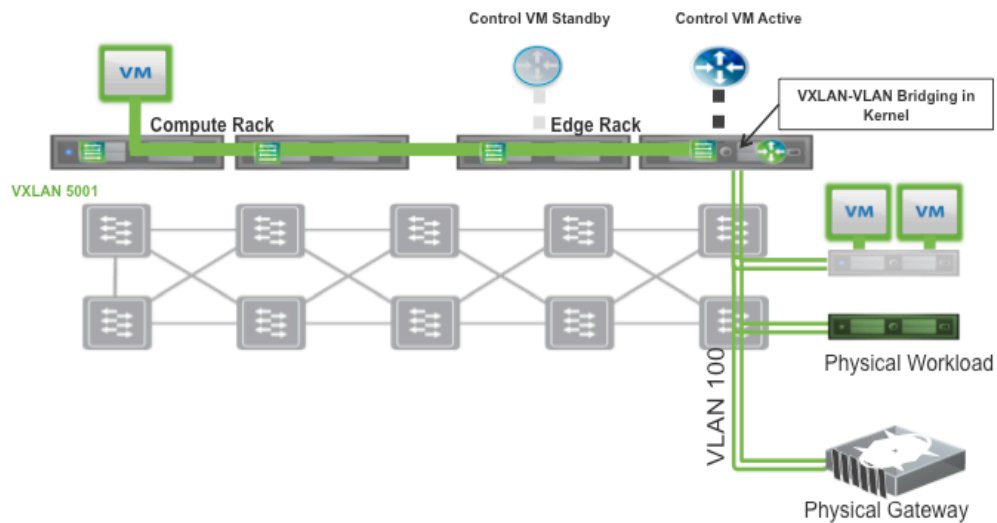 Control VM Standby
Control VM Active
VM
VXLAN-VLAN Bridging in
Kernel
Compute Rack
Edge Rack
VXLAN 5001
VM
VM
Physical Workload
VLAN 100
Physical Gateway